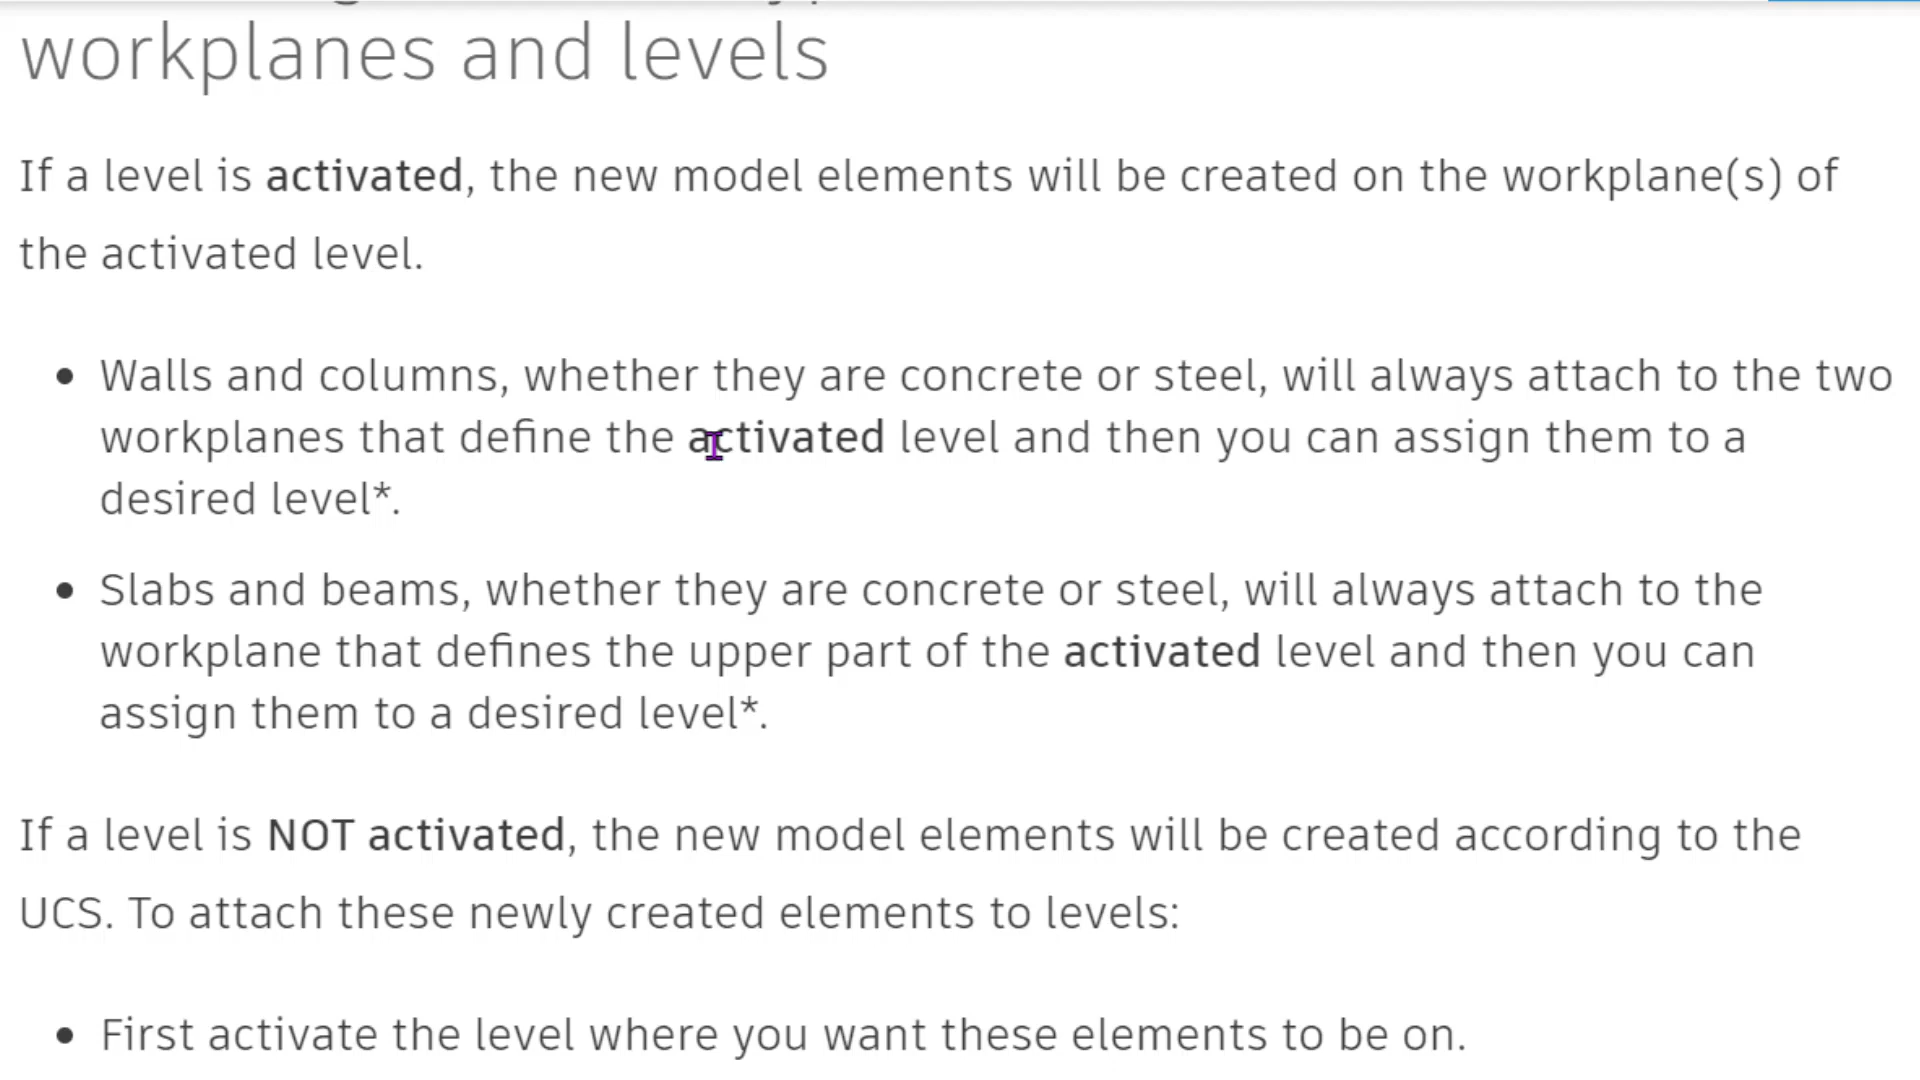 workplanes and levels
If a level is activated, the new model elements will be created on the workplane(s) of
the activated level.
• Walls and columns, whether they are concrete or steel, will always attach to the two
workplanes that define the activated level and then you can assign them to a
desired level*.
• Slabs and beams, whether they are concrete or steel, will always attach to the
workplane that defines the upper part of the activated level and then you can
assign them to a desired level*.
If a level is NOT activated, the new model elements will be created according to the
UCS. To attach these newly created elements to levels:
• First activate the level where you want these elements to be on.